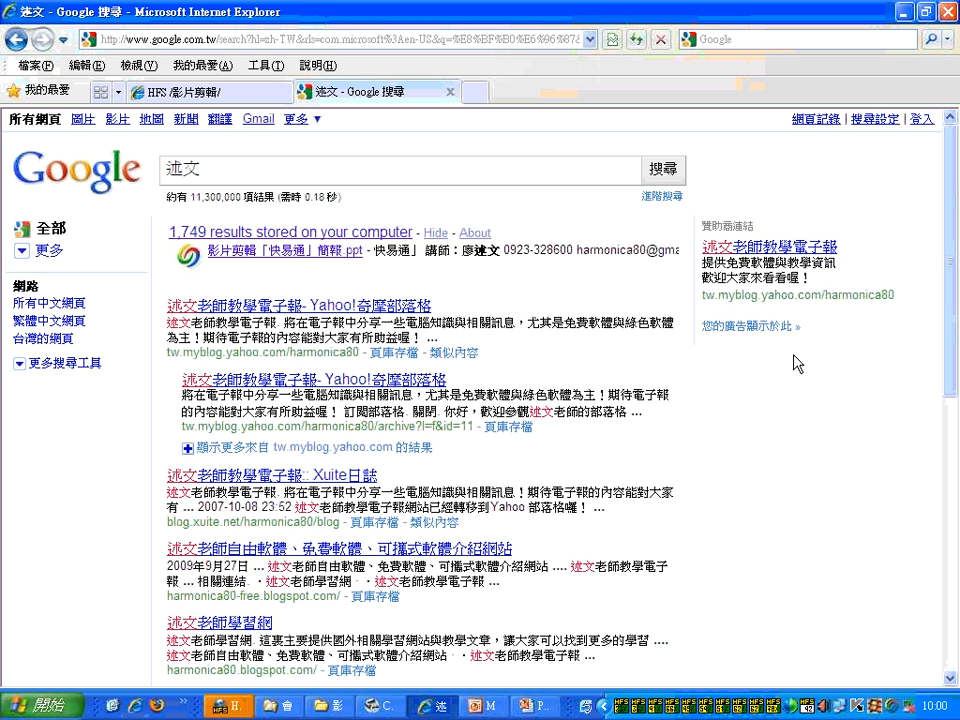 述文 - Google 搜尋 - Microsoft Internet Explorer
http://www.google.com.tw/search?hl=zh-TW&rls=com.microsoft%3Aen-US&q=%E8%BF%B0%E6%96%87&
Google
檔案(F) 編輯(E) 檢視(V) 我的最愛(A) 工具(T) 說明(H)
我的最愛 HFS /影片剪輯/ 述文 - Google 搜尋
所有網頁 圖片 影片 地圖 新聞 翻譯 Gmail 更多 ▼ 網頁記錄 | 搜尋設定 | 登入
Google 述文 搜尋
約有 11,300,000 項結果 (需時 0.18 秒) 進階搜尋
全部
更多
網路
所有中文網頁
繁體中文網頁
台灣的網頁
更多搜尋工具
1,749 results stored on your computer - Hide - About
影片剪輯「快易通」簡報.ppt - 快易通」 講師：廖述文 0923-328600 harmonica80@gma
述文老師教學電子報- Yahoo!奇摩部落格
述文老師教學電子報. 將在電子報中分享一些電腦知識與相關訊息，尤其是免費軟體與綠色軟體
為主！期待電子報的內容能對大家有所助益喔！ ...
tw.myblog.yahoo.com/harmonica80 - 頁庫存檔 - 類似內容
述文老師教學電子報- Yahoo!奇摩部落格
將在電子報中分享一些電腦知識與相關訊息，尤其是免費軟體與綠色軟體為主！期待電子報
的內容能對大家有所助益喔！ 訂閱部落格. 關閉. 你好，歡迎參觀述文老師的部落格 ...
tw.myblog.yahoo.com/harmonica80/archive?l=f&id=11 - 頁庫存檔
顯示更多來自 tw.myblog.yahoo.com 的結果
述文老師教學電子報:: Xuite日誌
述文老師教學電子報. 將在電子報中分享一些電腦知識與相關訊息！期待電子報的內容能對大家
有 ... 2007-10-08 23:52 述文老師教學電子報網站已經轉移到Yahoo 部落格囉！ ...
blog.xuite.net/harmonica80/blog - 頁庫存檔 - 類似內容
述文老師自由軟體、免費軟體、可攜式軟體介紹網站
2009年9月27日 ... 述文老師自由軟體、免費軟體、可攜式軟體介紹網站 .... 述文老師教學電子
報 ... 相關連結. ‧述文老師學習網 ‧ ‧述文老師教學電子報 ...
harmonica80-free.blogspot.com/ - 頁庫存檔
述文老師學習網
述文老師學習網. 這裏主要提供國外相關學習網站與教學文章，讓大家可以找到更多的學習 ....
述文老師自由軟體、免費軟體、可攜式軟體介紹網站 ‧ ‧述文老師教學電子報 ...
harmonica80.blogspot.com/ - 頁庫存檔
贊助商連結
述文老師教學電子報
提供免費軟體與教學資訊
歡迎大家來看看喔！
tw.myblog.yahoo.com/harmonica80
您的廣告顯示於此 »
開始 H. 會 影 C. 述 M P.. 10:00